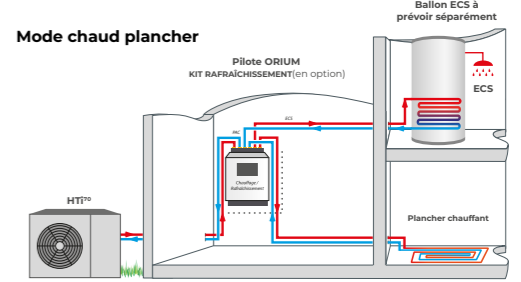 Ballon ECS à
prévoir séparément
Mode chaud plancher
Pilote ORIUM
KIT RAFRAÎCHISSEMENT(en option)
ECS
ECS
PAC
Chauffage /
Rafraîchissement
HTi⁷⁰
Plancher chauffant